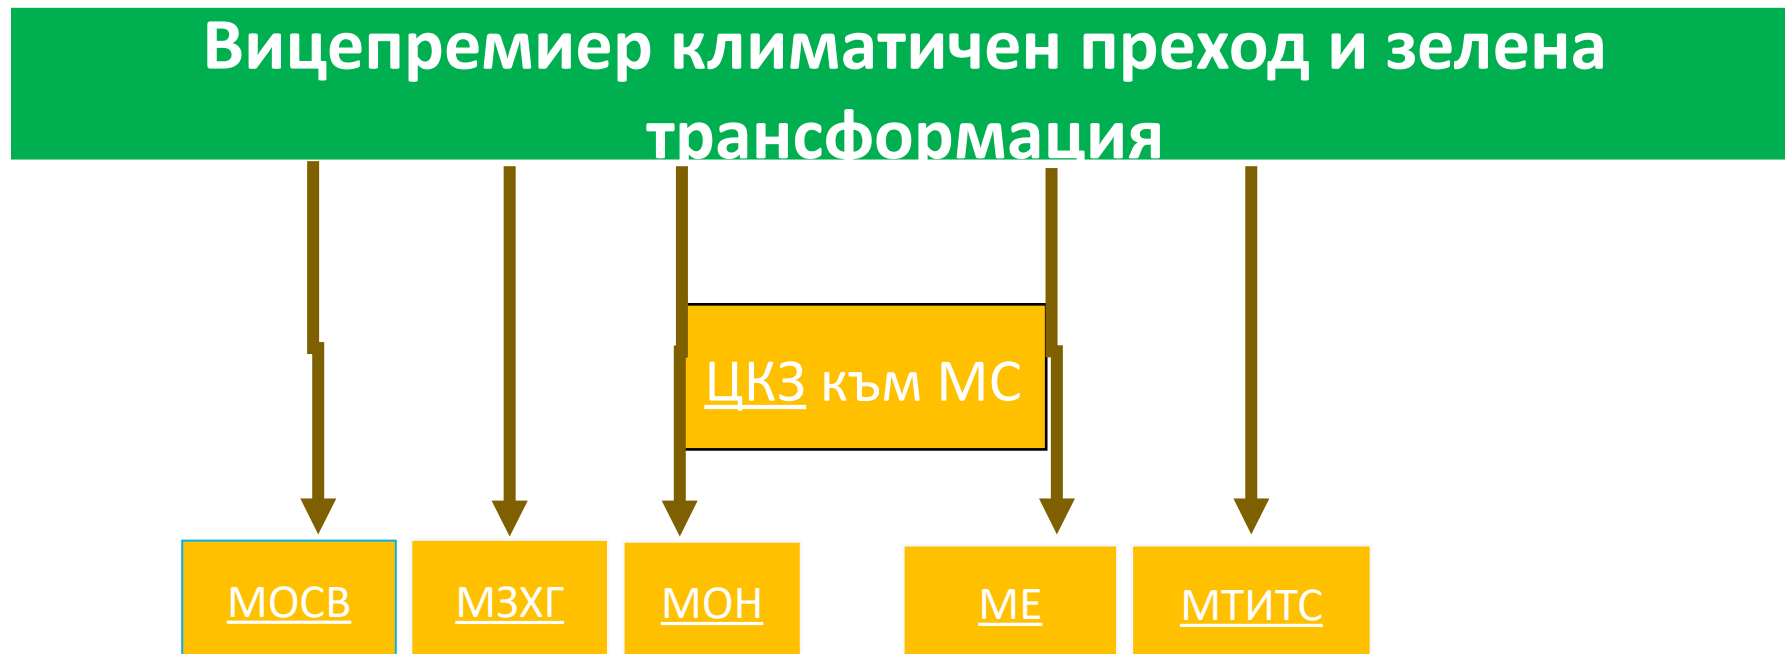 Вицепремиер климатичен преход и зелена
трансформация
ЦКЗ към МС
МОСВ
МЗХГ
МОН
МЕ
МТИТС